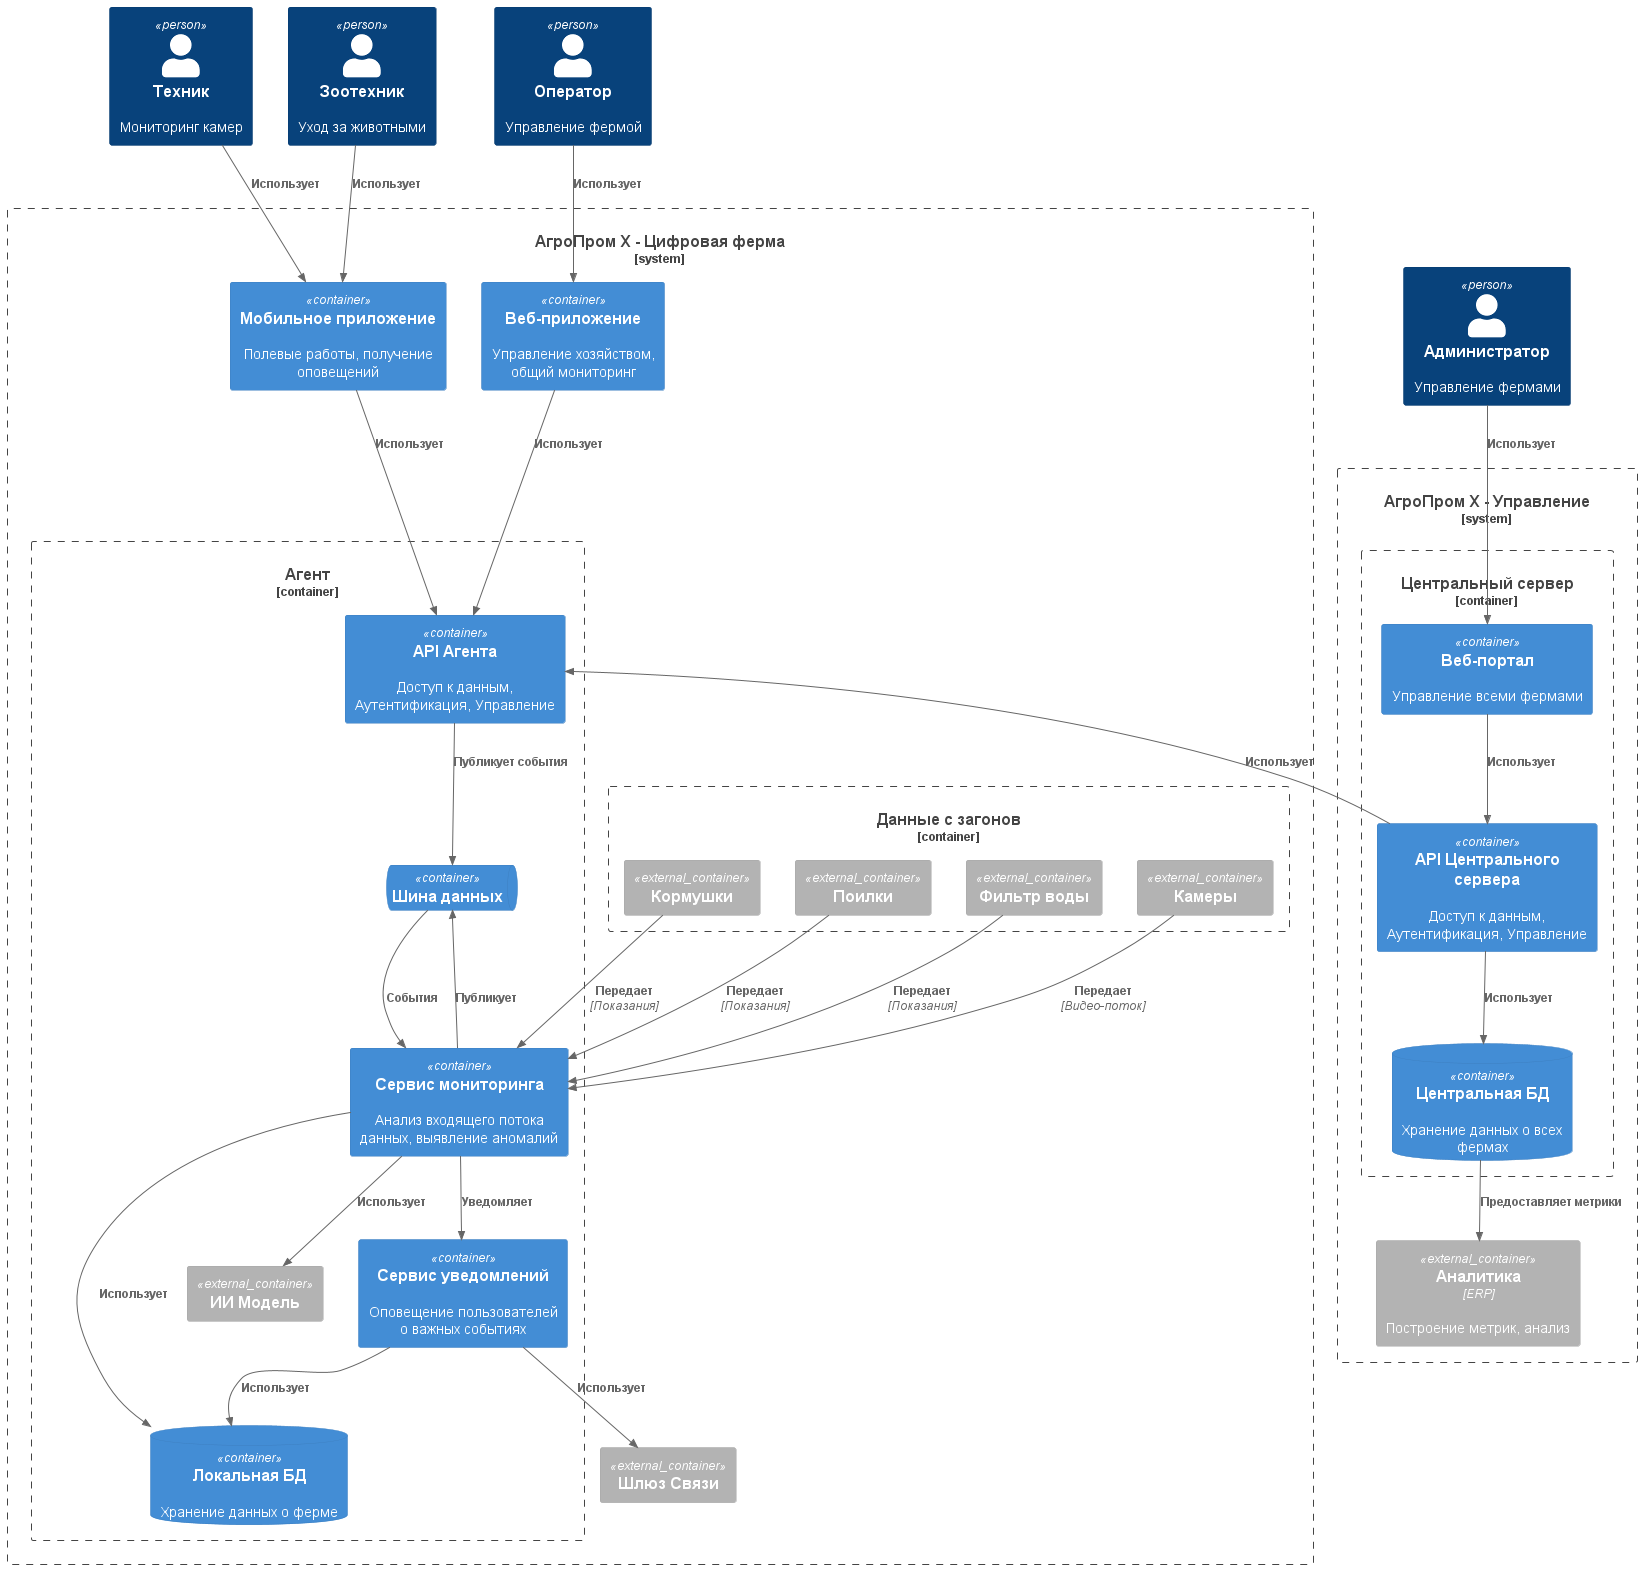 «person»
Техник
Мониторинг камер
«person»
Зоотехник
Уход за животными
«person»
Оператор
Управление фермой
Использует
Использует
Использует
АгроПром X - Цифровая ферма
[system]
«container»
Мобильное приложение
Полевые работы, получение
оповещений
«container»
Веб-приложение
Управление хозяйством,
общий мониторинг
«person»
Администратор
Управление фермами
Использует
Использует
Использует
АгроПром X - Управление
[system]
Агент
[container]
Центральный сервер
[container]
«container»
API Агента
Доступ к данным,
Аутентификация, Управление
«container»
Веб-портал
Управление всеми фермами
Публикует события
Использует
Использует
Данные с загонов
[container]
«container»
Шина данных
«external_container»
Кормушки
«external_container»
Поилки
«external_container»
Фильтр воды
«external_container»
Камеры
«container»
API Центрального
сервера
Доступ к данным,
Аутентификация, Управление
События
Публикует
Передает
[Показания]
Передает
[Показания]
Передает
[Показания]
Передает
[Видео-поток]
Использует
«container»
Сервис мониторинга
Анализ входящего потока
данных, выявление аномалий
«container»
Центральная БД
Хранение данных о всех
фермах
Использует
Уведомляет
Предоставляет метрики
Использует
«external_container»
ИИ Модель
«container»
Сервис уведомлений
Оповещение пользователей
о важных событиях
«external_container»
Аналитика
[ERP]
Построение метрик, анализ
Использует
Использует
«container»
Локальная БД
Хранение данных о ферме
«external_container»
Шлюз Связи